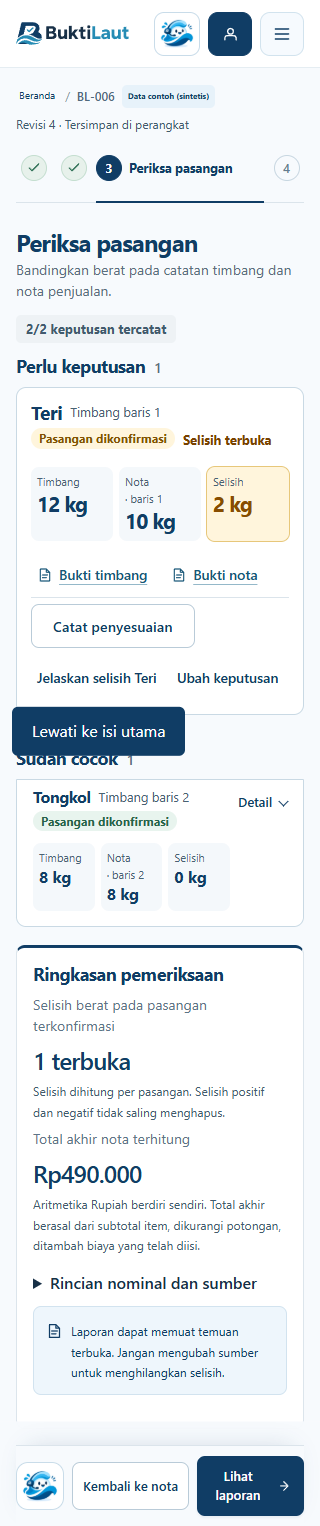 BuktiLaut
Beranda / BL-006 Data contoh (sintetis)
Revisi 4 · Tersimpan di perangkat
3 Periksa pasangan 4
Periksa pasangan
Bandingkan berat pada catatan timbang dan
nota penjualan.
2/2 keputusan tercatat
Perlu keputusan 1
Teri Timbang baris 1
Pasangan dikonfirmasi Selisih terbuka
Timbang
12 kg
Nota
· baris 1
10 kg
Selisih
2 kg
Bukti timbang Bukti nota
Catat penyesuaian
Jelaskan selisih Teri Ubah keputusan
Lewati ke isi utama
Sudah cocok 1
Tongkol Timbang baris 2 Detail
Pasangan dikonfirmasi
Timbang
8 kg
Nota
· baris 2
8 kg
Selisih
0 kg
Ringkasan pemeriksaan
Selisih berat pada pasangan
terkonfirmasi
1 terbuka
Selisih dihitung per pasangan. Selisih positif
dan negatif tidak saling menghapus.
Total akhir nota terhitung
Rp490.000
Aritmetika Rupiah berdiri sendiri. Total akhir
berasal dari subtotal item, dikurangi potongan,
ditambah biaya yang telah diisi.
Rincian nominal dan sumber
Laporan dapat memuat temuan
terbuka. Jangan mengubah sumber
untuk menghilangkan selisih.
Kembali ke nota
Lihat
laporan